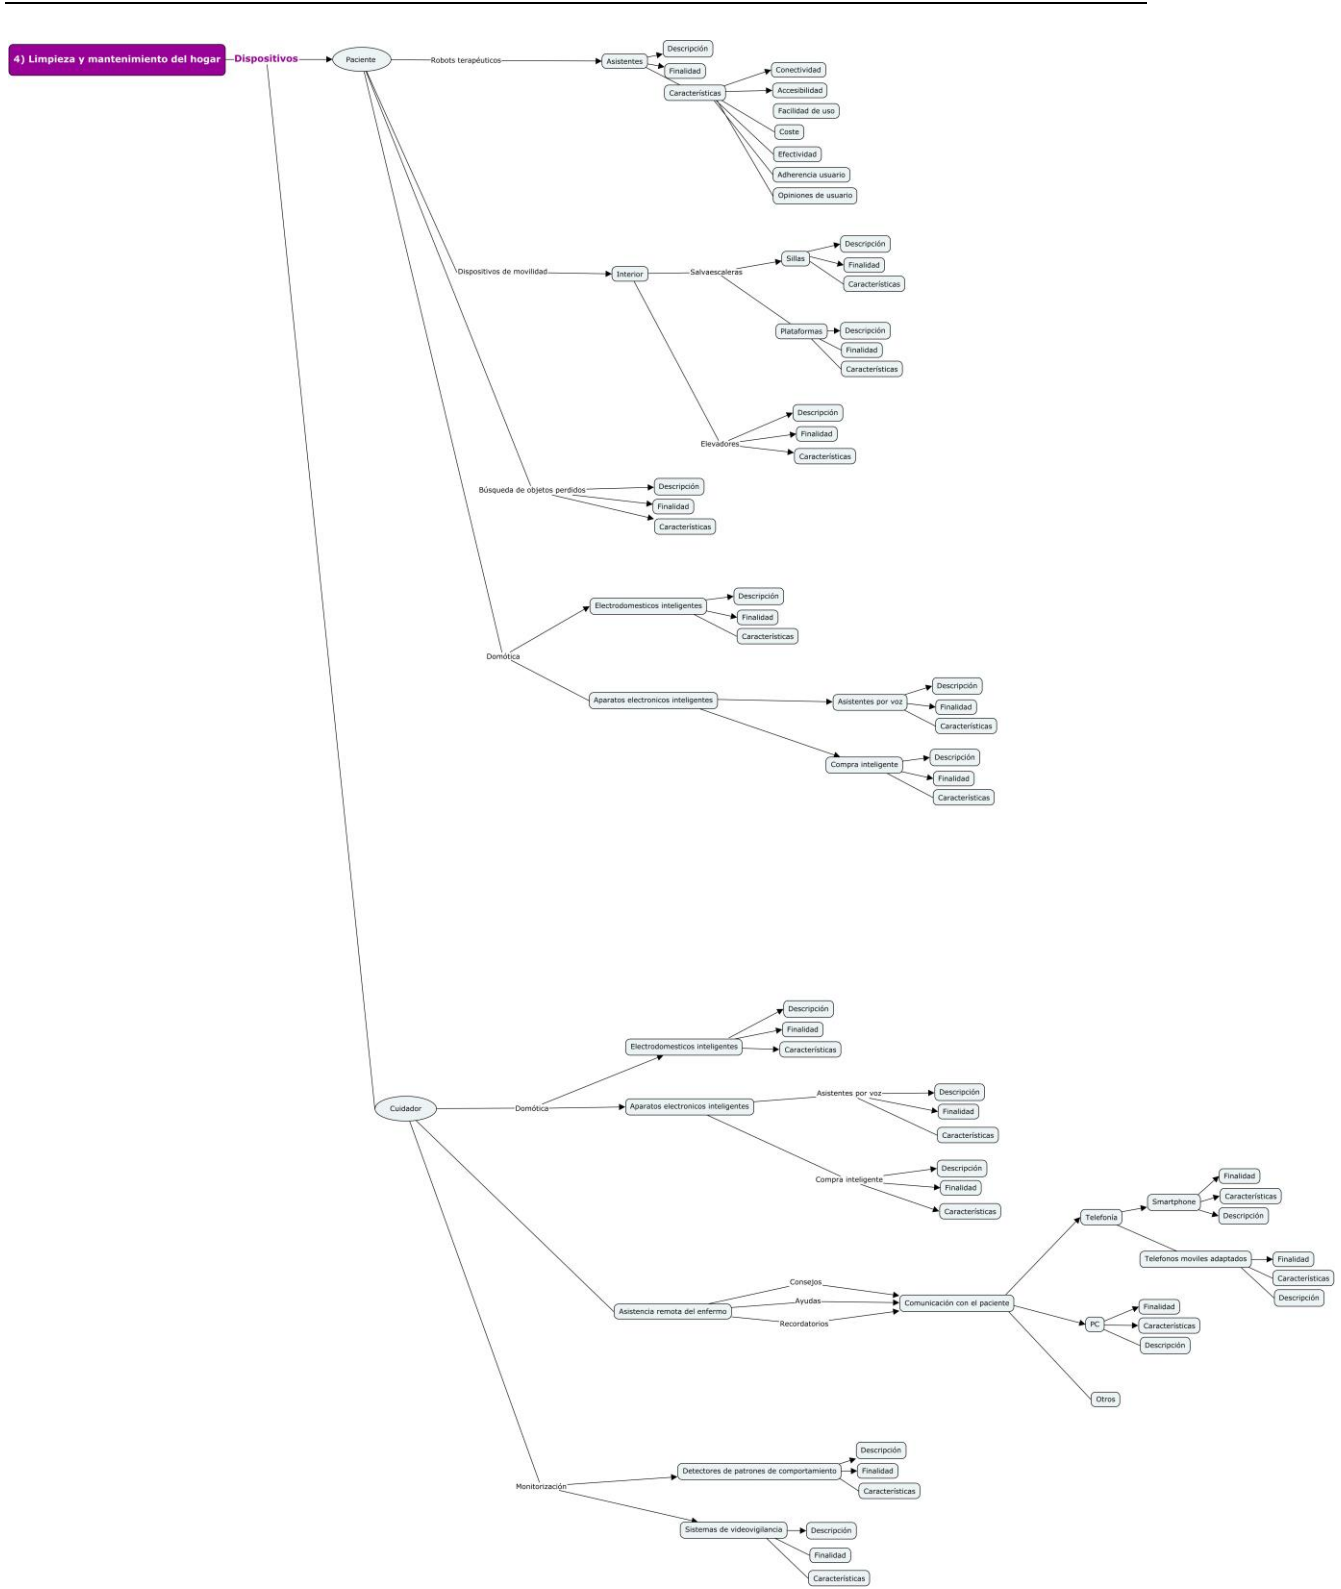 4) Limpieza y mantenimiento del hogar
Dispositivos
Paciente
Robots terapéuticos
Asistentes
Descripción
Finalidad
Características
Conectividad
Accesibilidad
Facilidad de uso
Coste
Efectividad
Adherencia usuario
Opiniones de usuario
Dispositivos de movilidad
Interior
Salvaescaleras
Sillas
Descripción
Finalidad
Características
Plataformas
Descripción
Finalidad
Características
Elevadores
Descripción
Finalidad
Características
Búsqueda de objetos perdidos
Descripción
Finalidad
Características
Domótica
Electrodomesticos inteligentes
Descripción
Finalidad
Características
Aparatos electronicos inteligentes
Asistentes por voz
Descripción
Finalidad
Características
Compra inteligente
Descripción
Finalidad
Características
Cuidador
Domótica
Electrodomesticos inteligentes
Descripción
Finalidad
Características
Aparatos electronicos inteligentes
Asistentes por voz
Descripción
Finalidad
Características
Compra inteligente
Descripción
Finalidad
Características
Asistencia remota del enfermo
Consejos
Ayudas
Recordatorios
Comunicación con el paciente
Telefonía
Smartphone
Finalidad
Características
Descripción
Telefonos moviles adaptados
Finalidad
Características
Descripción
PC
Finalidad
Características
Descripción
Otros
Monitorización
Detectores de patrones de comportamiento
Descripción
Finalidad
Características
Sistemas de videovigilancia
Descripción
Finalidad
Características